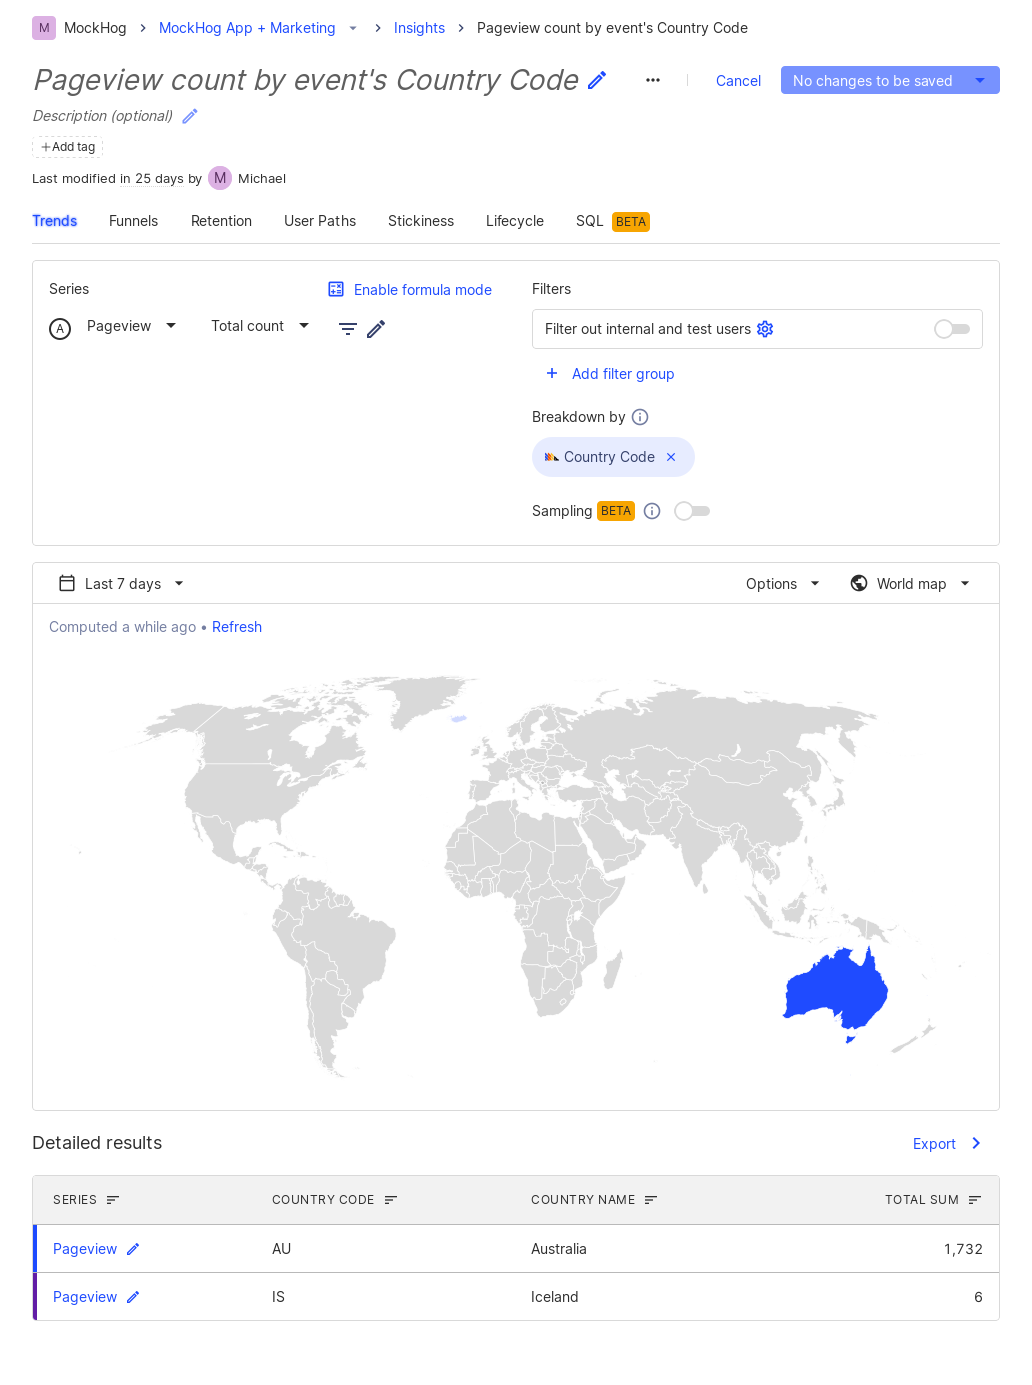 M MockHog MockHog App + Marketing Insights Pageview count by event's Country Code
Pageview count by event's Country Code Cancel No changes to be saved
Description (optional)
Add tag
Last modified in 25 days by M Michael
Trends Funnels Retention User Paths Stickiness Lifecycle SQL BETA
Series Enable formula mode
A Pageview Total count
Filters
Filter out internal and test users
Add filter group
Breakdown by
Country Code
Sampling BETA
Last 7 days Options World map
Computed a while ago • Refresh
Detailed results Export
SERIES COUNTRY CODE COUNTRY NAME TOTAL SUM
Pageview AU Australia 1,732
Pageview IS Iceland 6